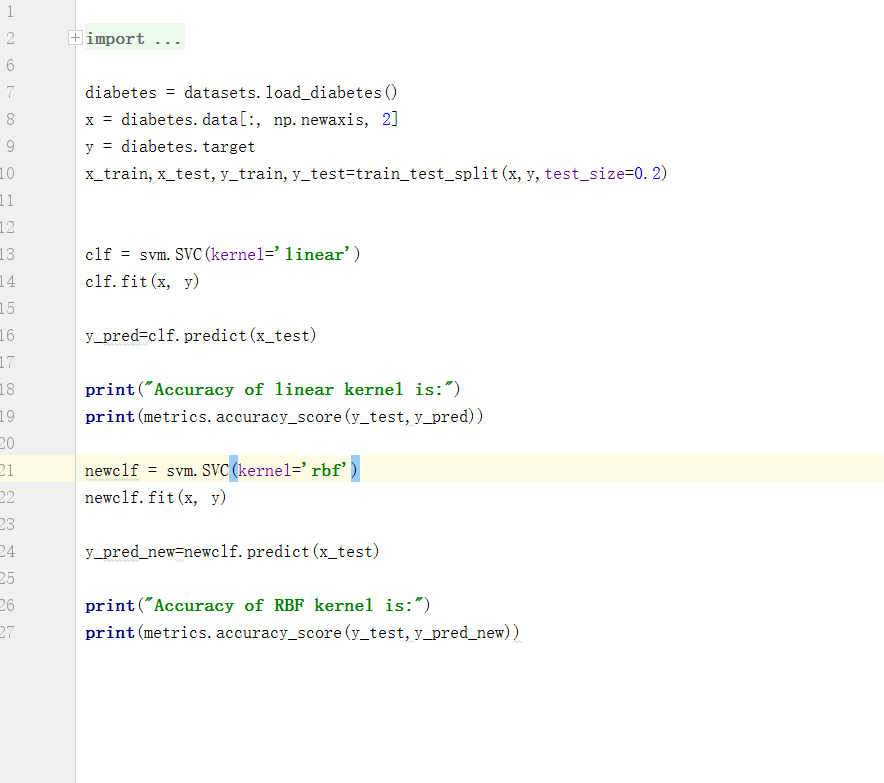 1
2 import ...
6
7 diabetes = datasets.load_diabetes()
8 x = diabetes.data[:, np.newaxis, 2]
9 y = diabetes.target
10 x_train,x_test,y_train,y_test=train_test_split(x,y,test_size=0.2)
11
12
13 clf = svm.SVC(kernel='linear')
14 clf.fit(x, y)
15
16 y_pred=clf.predict(x_test)
17
18 print("Accuracy of linear kernel is:")
19 print(metrics.accuracy_score(y_test,y_pred))
20
21 newclf = svm.SVC(kernel='rbf')
22 newclf.fit(x, y)
23
24 y_pred_new=newclf.predict(x_test)
25
26 print("Accuracy of RBF kernel is:")
27 print(metrics.accuracy_score(y_test,y_pred_new))